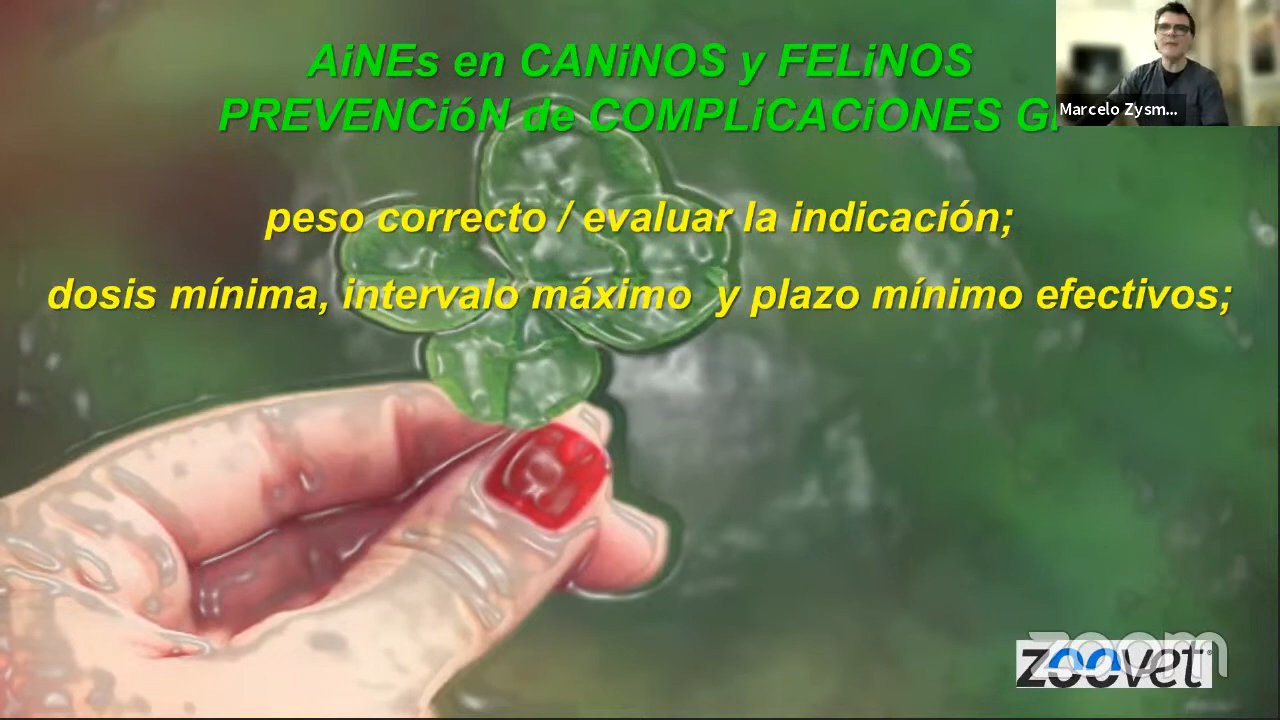 AiNEs en CANiNOS y FELiNOS
PREVENCióN de COMPLiCACiONES
Marcelo Zysm...
peso correcto / evaluar la indicación;
dosis mínima, intervalo máximo y plazo mínimo efectivos;
zoom
zoovet